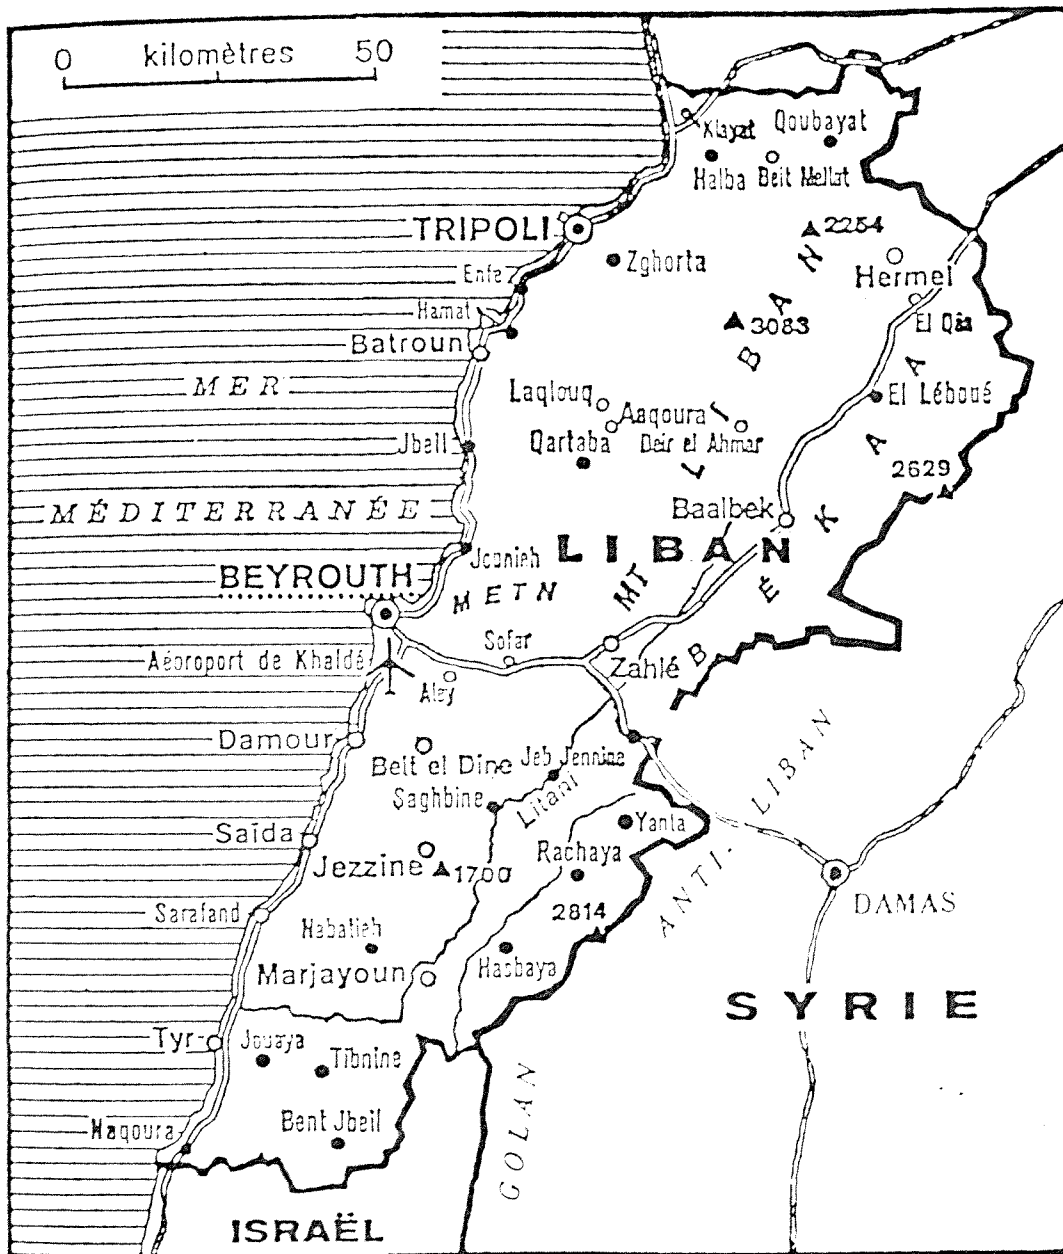 0 kilomètres 50
Klayat
Qoubayat
Halba
Beit Mellat
TRIPOLI
2254
Zghorta
Enfe
Hermel
Hamat
El Qâa
3083
Batroun
MER
Laqlouq
Aaqoura
El Léboué
Jbeil
Qartaba
Deir el Ahmar
2629
MÉDITERRANÉE
Baalbek
LIBAN
Jounieh
BEYROUTH
METN
MT LIBAN
BÉKAA
Sofar
Aéroport de Khaldé
Zahlé
Aley
Damour
Beit el Dine
Jeb Jennine
Saghbine
Litani
ANTI-LIBAN
Saïda
Yanta
Jezzine
1700
Rachaya
DAMAS
Sarafand
2814
Nabatieh
Marjayoun
Hasbaya
SYRIE
Tyr
Jouaya
Tibnine
Bent Jbeil
Naqoura
GOLAN
ISRAËL